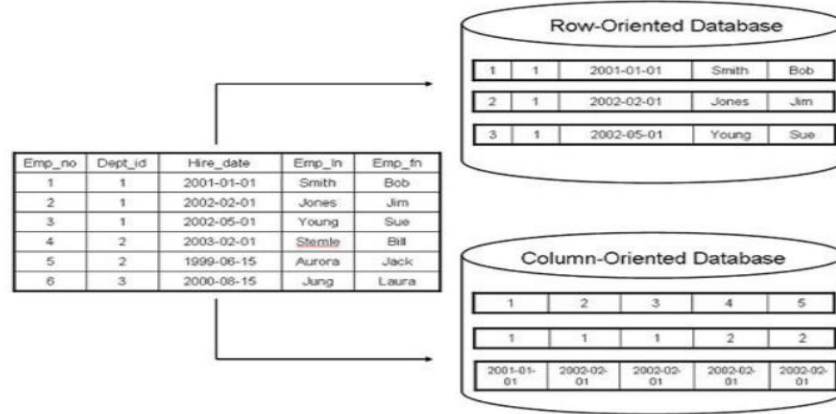 Row-Oriented Database
1 1 2001-01-01 Smith Bob
2 1 2002-02-01 Jones Jim
3 1 2002-05-01 Young Sue
Emp_no Dept_id Hire_date Emp_ln Emp_fn
1 1 2001-01-01 Smith Bob
2 1 2002-02-01 Jones Jim
3 1 2002-05-01 Young Sue
4 2 2003-02-01 Stemle Bill
5 2 1999-06-15 Aurora Jack
6 3 2000-08-15 Jung Laura
Column-Oriented Database
1 2 3 4 5
1 1 1 2 2
2001-01- 2002-02- 2002-02- 2002-02- 2002-02-
01 01 01 01 01